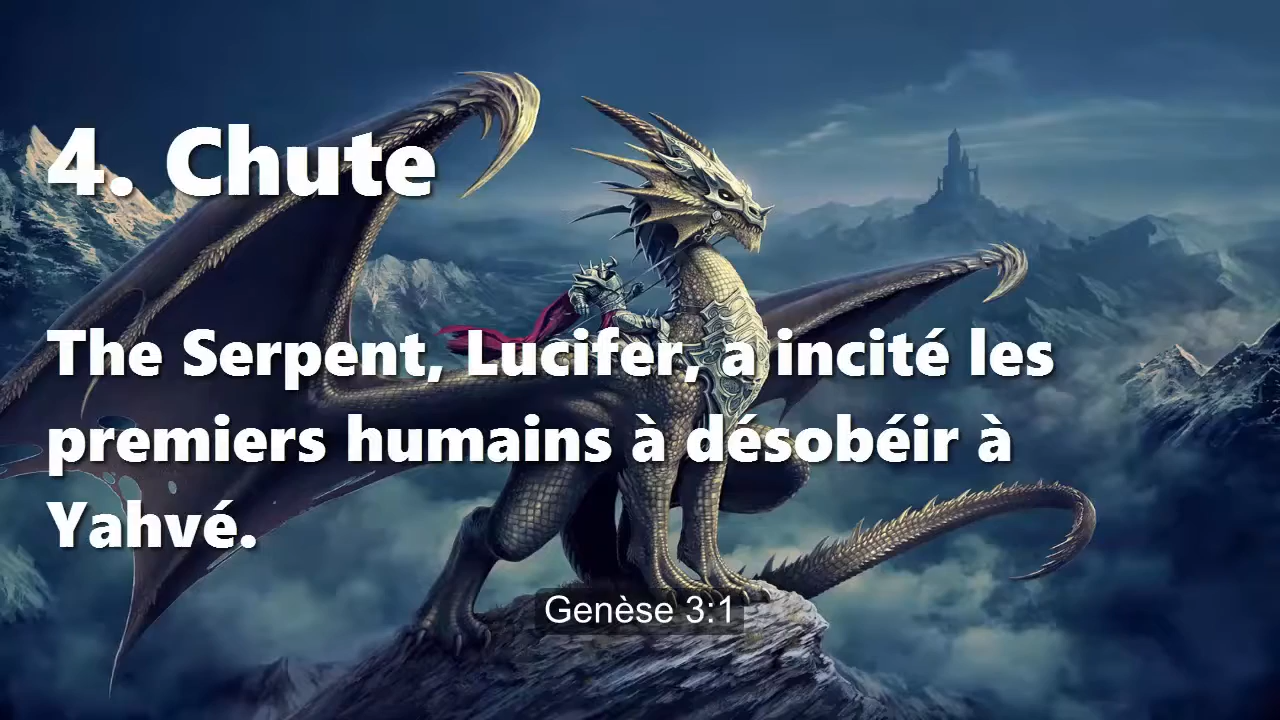 4. Chute
The Serpent, Lucifer, a incité les
premiers humains à désobéir à
Yahvé.
Genèse 3:1